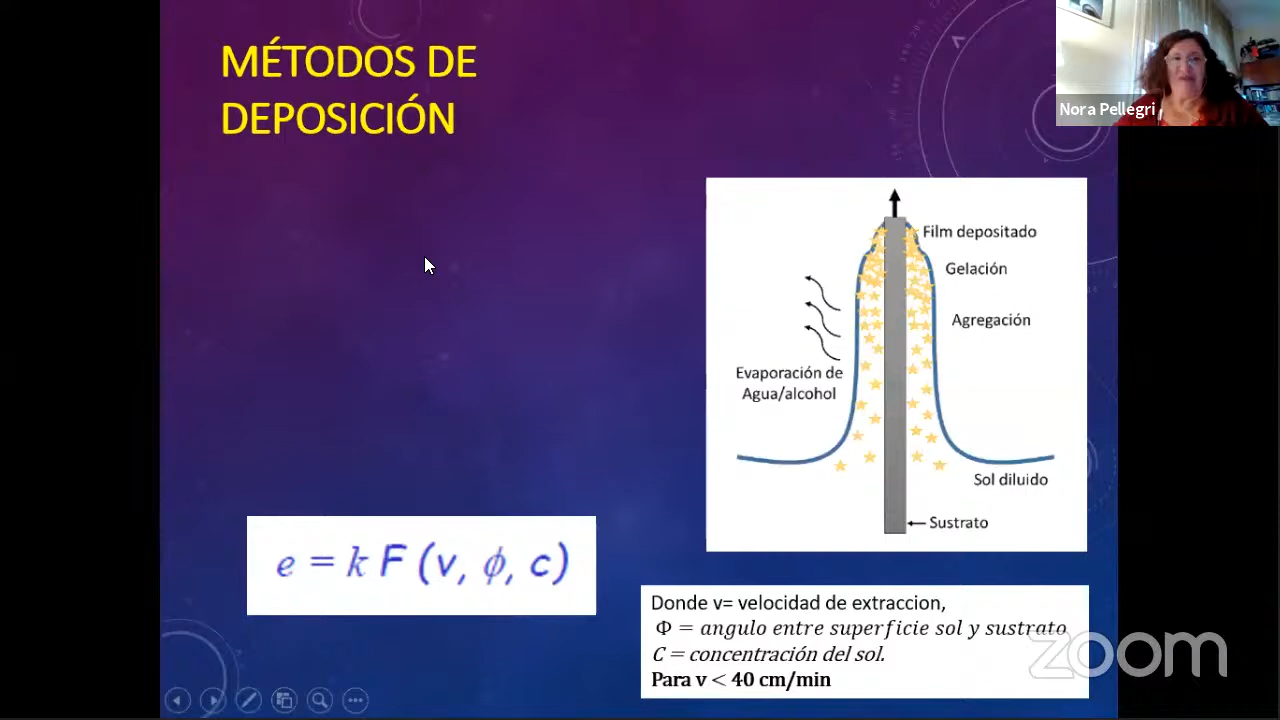 MÉTODOS DE
DEPOSICIÓN
Nora Pellegri
Film depositado
Gelación
Agregación
Evaporación de
Agua/alcohol
Sol diluido
Sustrato
e = k F (v, ϕ, c)
Donde v= velocidad de extraccion,
Φ = angulo entre superficie sol y sustrato
C = concentración del sol.
Para v < 40 cm/min
zoom